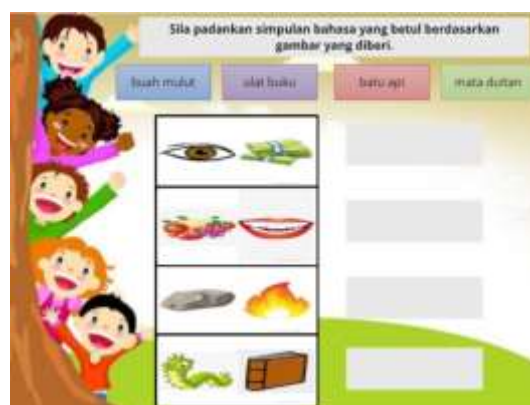 Sila padankan simpulan bahasa yang betul berdasarkan
gambar yang diberi.
buah mulut
ulat buku
batu api
mata duitan